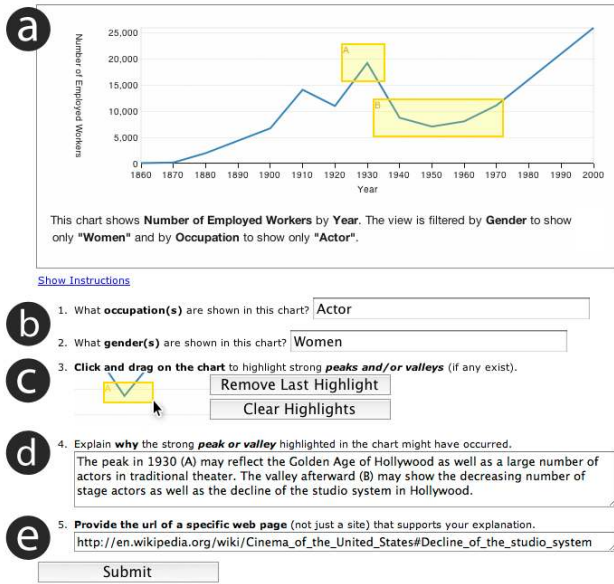 a
25,000
20,000
15,000
10,000
5,000
0
Number of Employed Workers
A
B
1860 1870 1880 1890 1900 1910 1920 1930 1940 1950 1960 1970 1980 1990 2000
Year
This chart shows Number of Employed Workers by Year. The view is filtered by Gender to show
only "Women" and by Occupation to show only "Actor".
Show Instructions
b
1. What occupation(s) are shown in this chart? Actor
2. What gender(s) are shown in this chart? Women
c
3. Click and drag on the chart to highlight strong peaks and/or valleys (if any exist).
A
Remove Last Highlight
Clear Highlights
d
4. Explain why the strong peak or valley highlighted in the chart might have occurred.
The peak in 1930 (A) may reflect the Golden Age of Hollywood as well as a large number of
actors in traditional theater. The valley afterward (B) may show the decreasing number of
stage actors as well as the decline of the studio system in Hollywood.
e
5. Provide the url of a specific web page (not just a site) that supports your explanation.
http://en.wikipedia.org/wiki/Cinema_of_the_United_States#Decline_of_the_studio_system
Submit